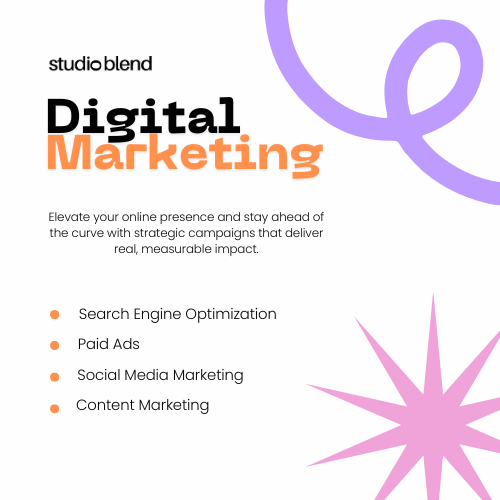 studio blend
Digital
Marketing
Elevate your online presence and stay ahead of
the curve with strategic campaigns that deliver
real, measurable impact.
Search Engine Optimization
Paid Ads
Social Media Marketing
Content Marketing